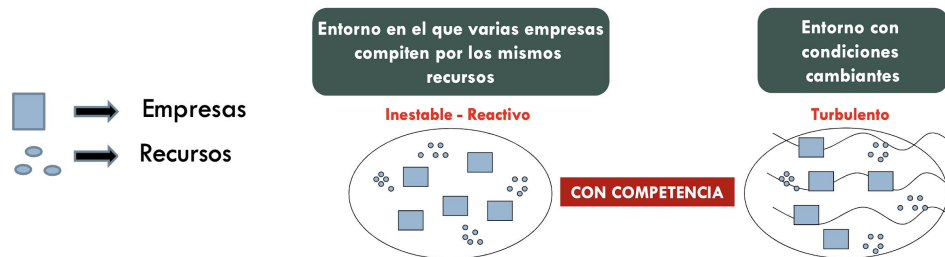 Empresas
Recursos
Entorno en el que varias empresas
compiten por los mismos
recursos
Inestable - Reactivo
CON COMPETENCIA
Entorno con
condiciones
cambiantes
Turbulento